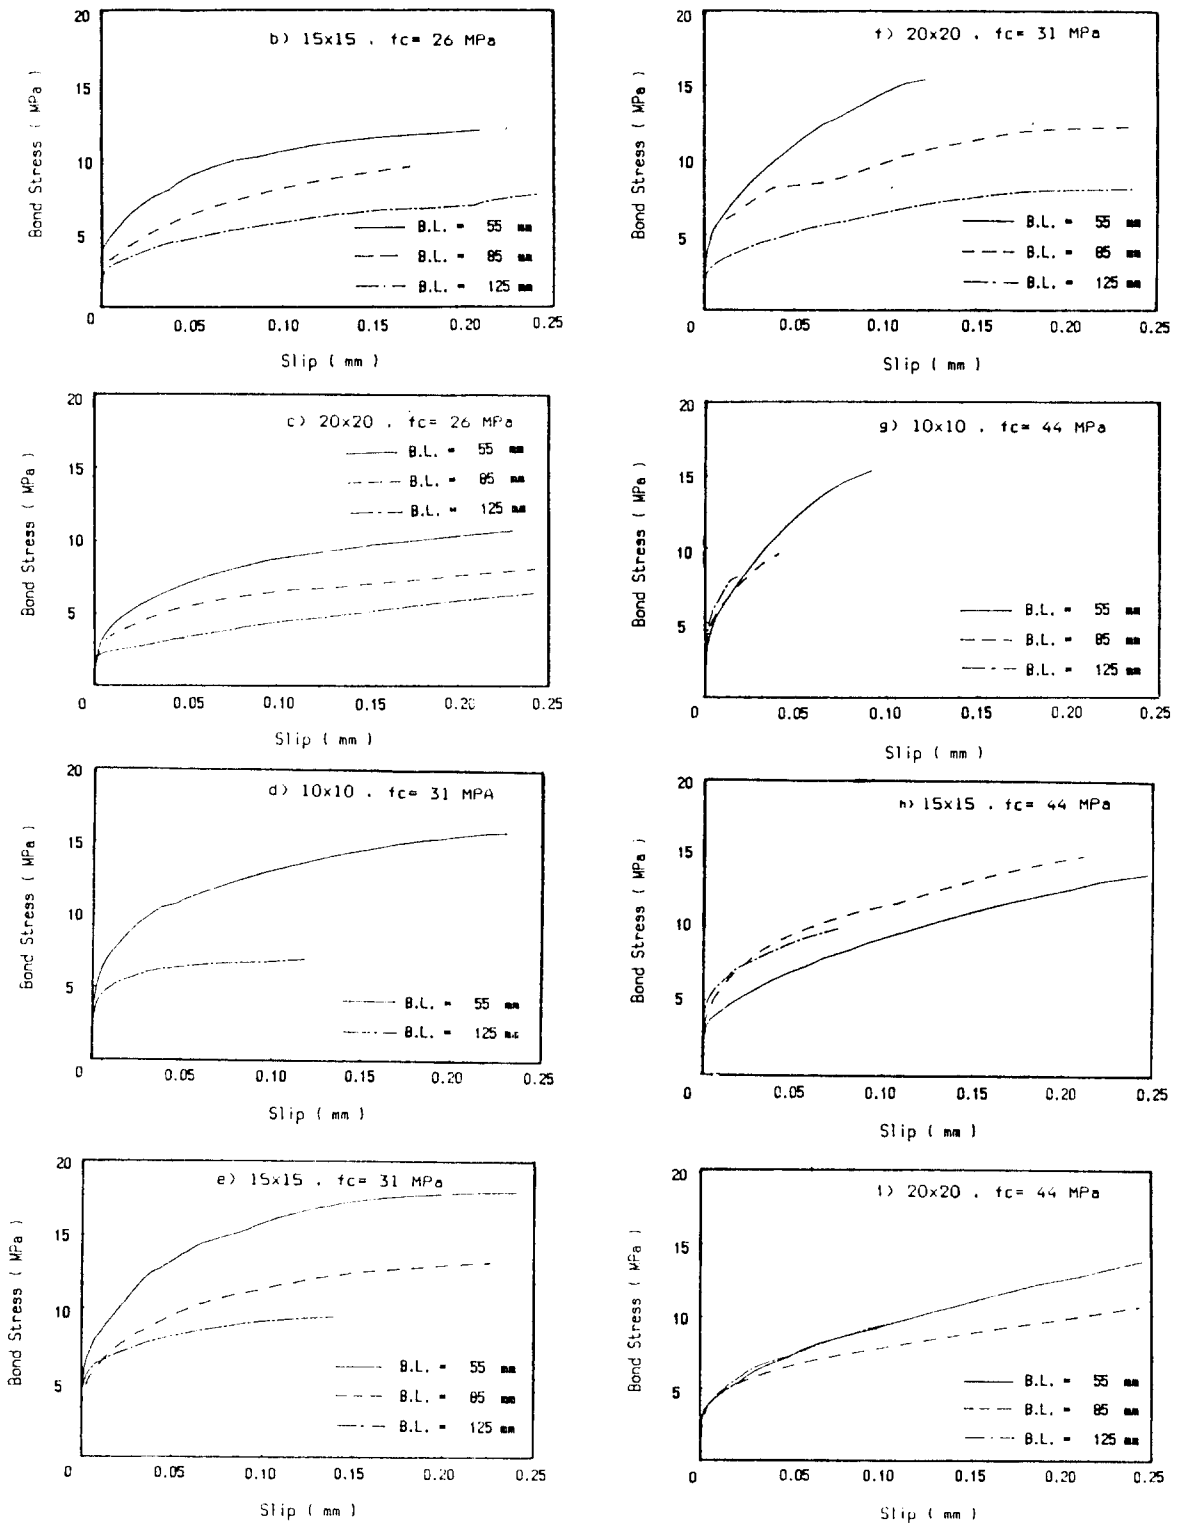 b) 15x15 . fc= 26 MPa
Bond Stress ( MPa )
20
15
10
5
0
0.05
0.10
0.15
0.20
0.25
B.L. = 55 mm
B.L. = 85 mm
B.L. = 125 mm
Slip ( mm )
c) 20x20 . fc= 26 MPa
Bond Stress ( MPa )
20
15
10
5
0
0.05
0.10
0.15
0.20
0.25
B.L. = 55 mm
B.L. = 85 mm
B.L. = 125 mm
Slip ( mm )
d) 10x10 . fc= 31 MPA
Bond Stress ( MPa )
20
15
10
5
0
0.05
0.10
0.15
0.20
0.25
B.L. = 55 mm
B.L. = 125
Slip ( mm )
e) 15x15 . fc= 31 MPa
Bond Stress ( MPa )
20
15
10
5
0
0.05
0.10
0.15
0.20
0.25
B.L. = 55 mm
B.L. = 85 mm
B.L. = 125 mm
Slip ( mm )
f) 20x20 . fc= 31 MPa
Bond Stress ( MPa )
20
15
10
5
0
0.05
0.10
0.15
0.20
0.25
B.L. = 55 mm
B.L. = 85 mm
B.L. = 125 mm
Slip ( mm )
g) 10x10 . fc= 44 MPa
Bond Stress ( MPa )
20
15
10
5
0
0.05
0.10
0.15
0.20
0.25
B.L. = 55 mm
B.L. = 85 mm
B.L. = 125 mm
Slip ( mm )
h) 15x15 . fc= 44 MPa
Bond Stress ( MPa )
20
15
10
5
0
0.05
0.10
0.15
0.20
0.25
B.L. = 55 mm
B.L. = 85 mm
B.L. = 125 mm
Slip ( mm )
i) 20x20 . fc= 44 MPa
Bond Stress ( MPa )
20
15
10
5
0
0.05
0.10
0.15
0.20
0.25
B.L. = 55 mm
B.L. = 85 mm
B.L. = 125 mm
Slip ( mm )